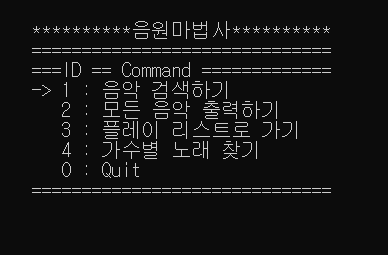 **********음원마법사**********
==============================
===ID == Command =============
-> 1 : 음악 검색하기
2 : 모든 음악 출력하기
3 : 플레이 리스트로 가기
4 : 가수별 노래 찾기
0 : Quit
==============================